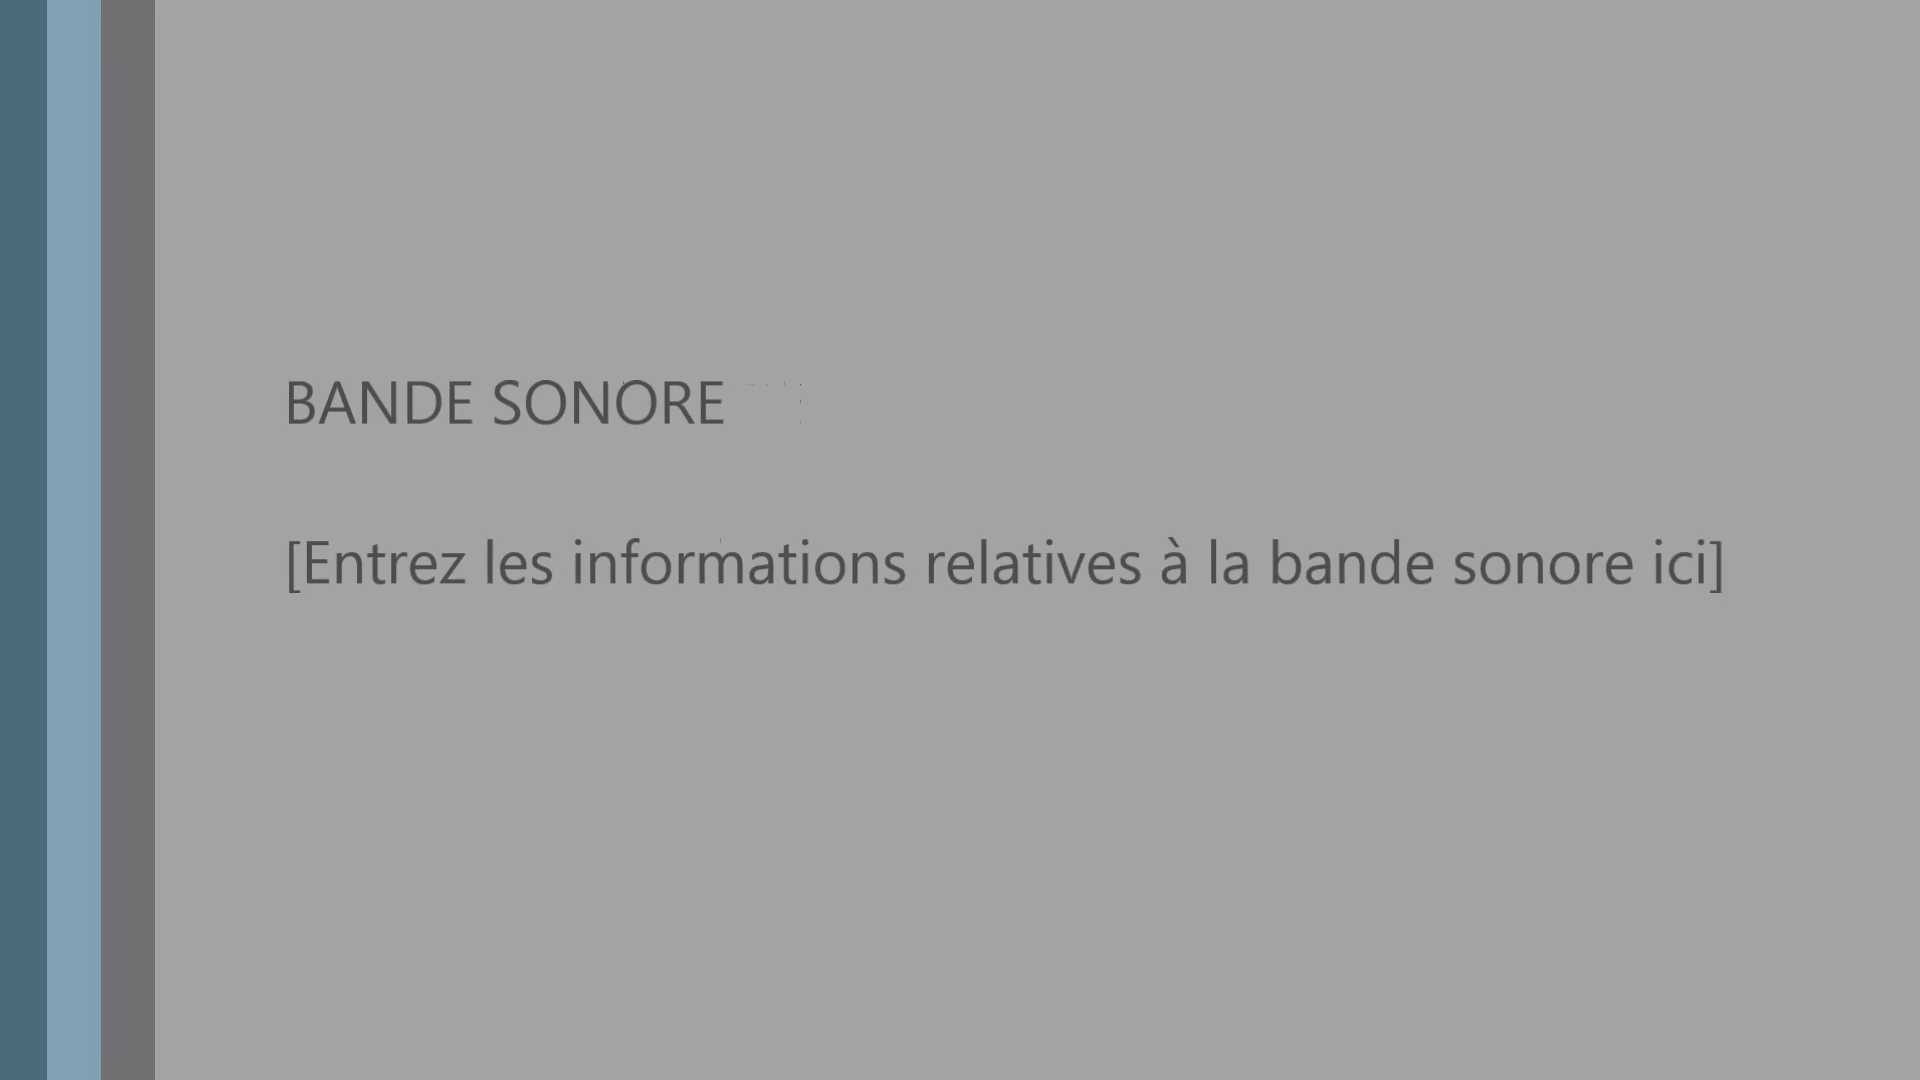 BANDE SONORE
[Entrez les informations relatives à la bande sonore ici]